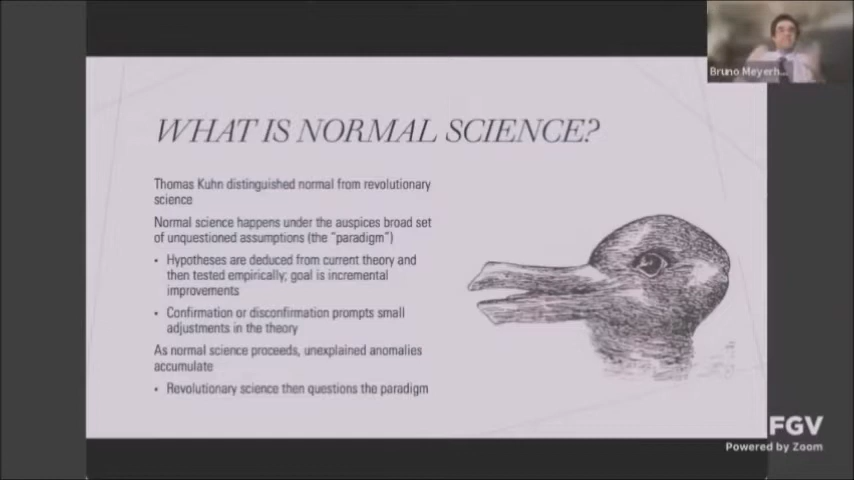 Bruno Meyerh...
WHAT IS NORMAL SCIENCE?
Thomas Kuhn distinguished normal from revolutionary
science
Normal science happens under the auspices broad set
of unquestioned assumptions (the "paradigm")
• Hypotheses are deduced from current theory and
then tested empirically; goal is incremental
improvements
• Confirmation or disconfirmation prompts small
adjustments in the theory
As normal science proceeds, unexplained anomalies
accumulate
• Revolutionary science then questions the paradigm
FGV
Powered by Zoom